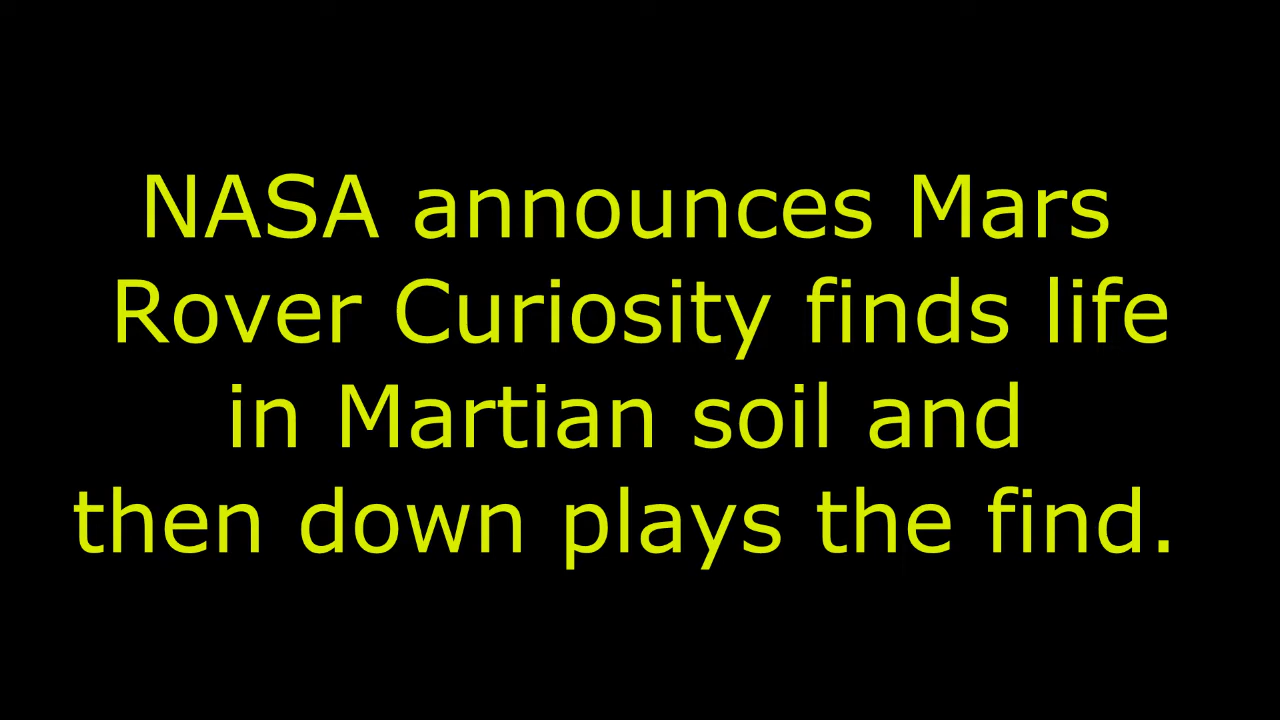 NASA announces Mars
Rover Curiosity finds life
in Martian soil and
then down plays the find.